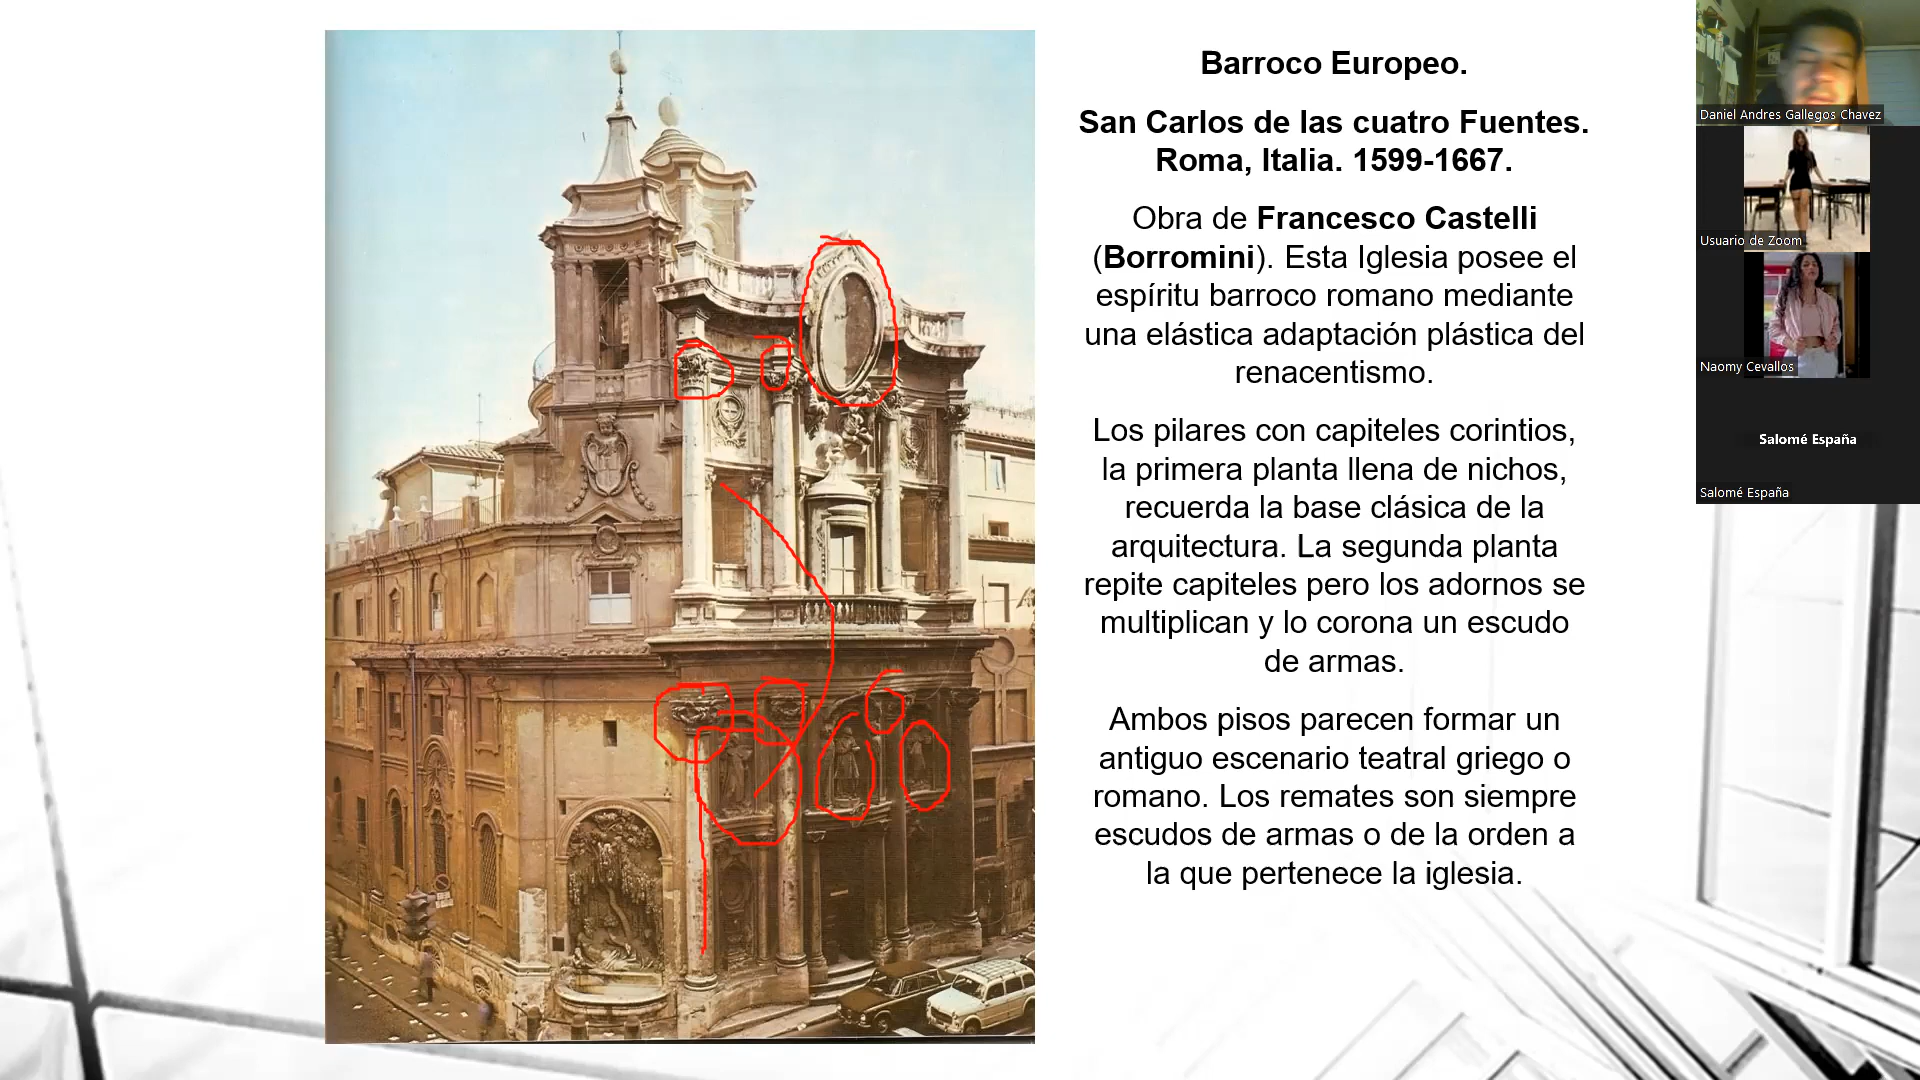 Barroco Europeo.
San Carlos de las cuatro Fuentes.
Roma, Italia. 1599-1667.
Obra de Francesco Castelli
(Borromini). Esta Iglesia posee el
espíritu barroco romano mediante
una elástica adaptación plástica del
renacentismo.
Los pilares con capiteles corintios,
la primera planta llena de nichos,
recuerda la base clásica de la
arquitectura. La segunda planta
repite capiteles pero los adornos se
multiplican y lo corona un escudo
de armas.
Ambos pisos parecen formar un
antiguo escenario teatral griego o
romano. Los remates son siempre
escudos de armas o de la orden a
la que pertenece la iglesia.
Daniel Andres Gallegos Chavez
Usuario de Zoom
Naomy Cevallos
Salomé España
Salomé España